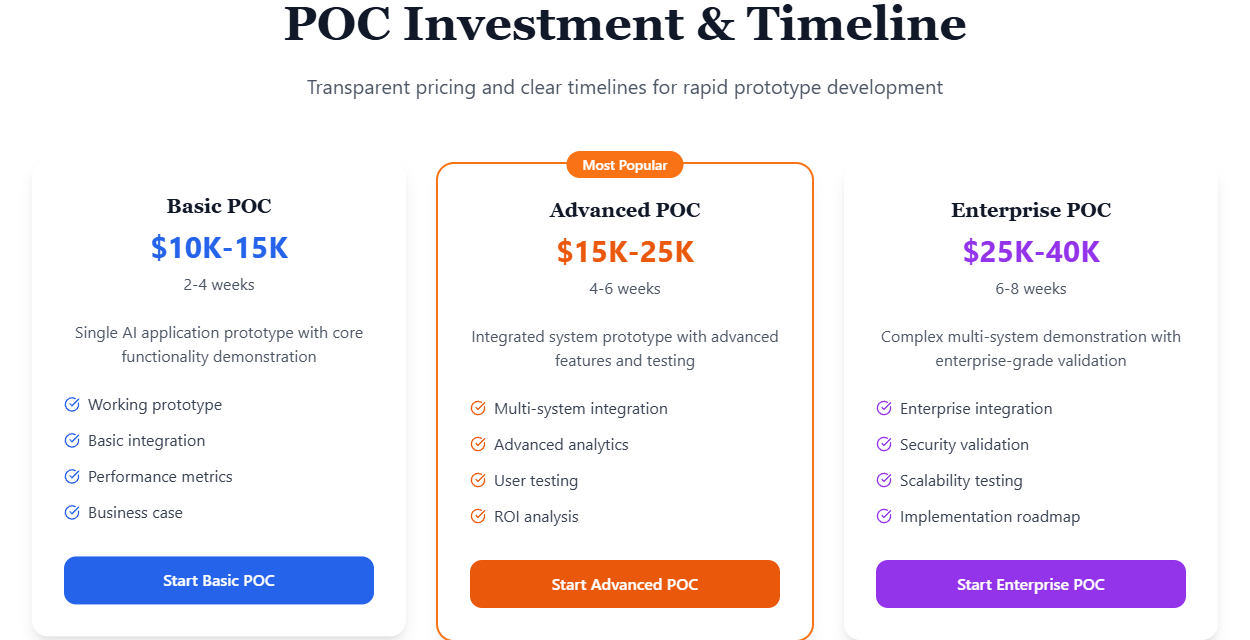 POC Investment & Timeline
Transparent pricing and clear timelines for rapid prototype development
Basic POC
$10K-15K
2-4 weeks
Single AI application prototype with core
functionality demonstration
Working prototype
Basic integration
Performance metrics
Business case
Start Basic POC
Most Popular
Advanced POC
$15K-25K
4-6 weeks
Integrated system prototype with advanced
features and testing
Multi-system integration
Advanced analytics
User testing
ROI analysis
Start Advanced POC
Enterprise POC
$25K-40K
6-8 weeks
Complex multi-system demonstration with
enterprise-grade validation
Enterprise integration
Security validation
Scalability testing
Implementation roadmap
Start Enterprise POC